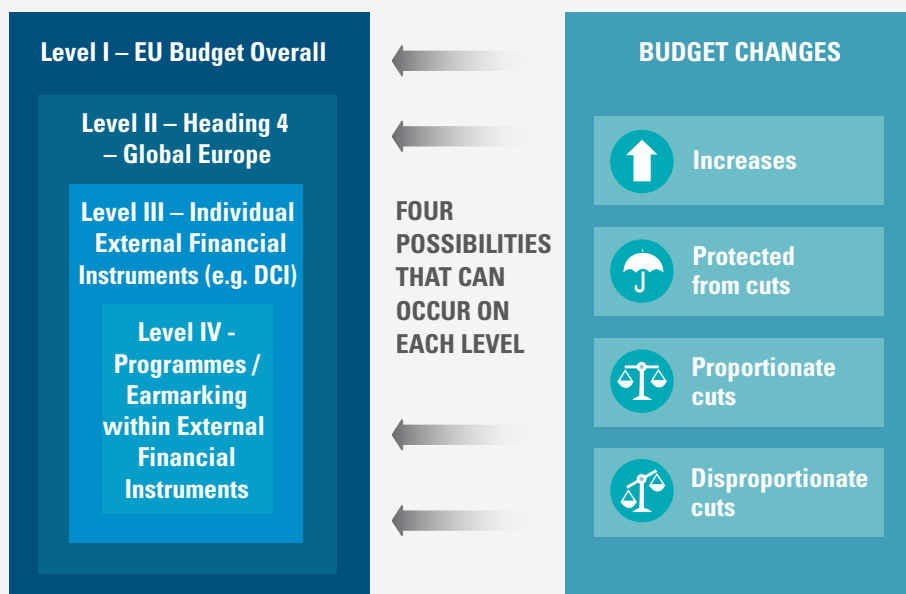 Level I – EU Budget Overall
Level II – Heading 4
– Global Europe
Level III – Individual
External Financial
Instruments (e.g. DCI)
Level IV -
Programmes /
Earmarking
within External
Financial
Instruments
FOUR
POSSIBILITIES
THAT CAN
OCCUR ON
EACH LEVEL
BUDGET CHANGES
Increases
Protected
from cuts
Proportionate
cuts
Disproportionate
cuts